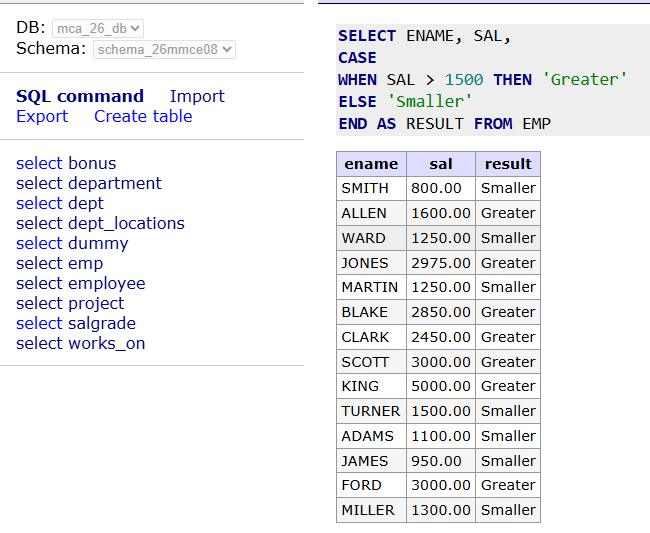 DB: mca_26_db
Schema: schema_26mmce08
SQL command Import
Export Create table
select bonus
select department
select dept
select dept_locations
select dummy
select emp
select employee
select project
select salgrade
select works_on
SELECT ENAME, SAL,
CASE
WHEN SAL > 1500 THEN 'Greater'
ELSE 'Smaller'
END AS RESULT FROM EMP
ename sal result
SMITH 800.00 Smaller
ALLEN 1600.00 Greater
WARD 1250.00 Smaller
JONES 2975.00 Greater
MARTIN 1250.00 Smaller
BLAKE 2850.00 Greater
CLARK 2450.00 Greater
SCOTT 3000.00 Greater
KING 5000.00 Greater
TURNER 1500.00 Smaller
ADAMS 1100.00 Smaller
JAMES 950.00 Smaller
FORD 3000.00 Greater
MILLER 1300.00 Smaller